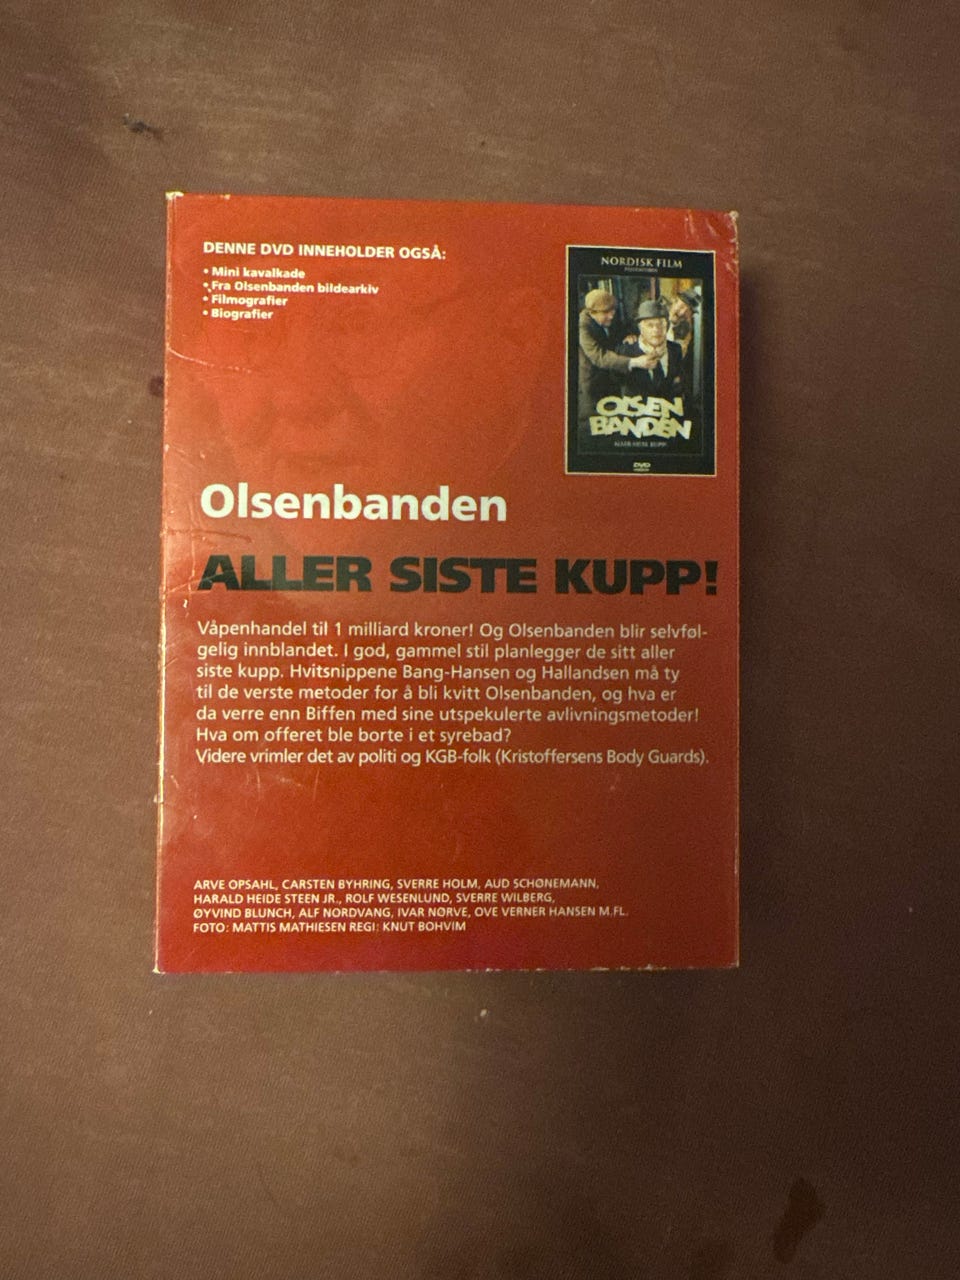 DENNE DVD INNEHOLDER OGSÅ:
• Mini kavalkade
• Fra Olsenbanden bildearkiv
• Filmografier
• Biografier
NORDISK FILM
OLSEN
BANDEN
ALLER SISTE KUPP!
DVD
Olsenbanden
ALLER SISTE KUPP!
Våpenhandel til 1 milliard kroner! Og Olsenbanden blir selvføl-
gelig innblandet. I god, gammel stil planlegger de sitt aller
siste kupp. Hvitsnippene Bang-Hansen og Hallandsen må ty
til de verste metoder for å bli kvitt Olsenbanden, og hva er
da verre enn Biffen med sine utspekulerte avlivningsmetoder!
Hva om offeret ble borte i et syrebad?
Videre vrimler det av politi og KGB-folk (Kristoffersens Body Guards).
ARVE OPSAHL, CARSTEN BYHRING, SVERRE HOLM, AUD SCHØNEMANN,
HARALD HEIDE STEEN JR., ROLF WESENLUND, SVERRE WILBERG,
ØYVIND BLUNCH, ALF NORDVANG, IVAR NØRVE, OVE VERNER HANSEN M.FL.
FOTO: MATTIS MATHIESEN REGI: KNUT BOHVIM